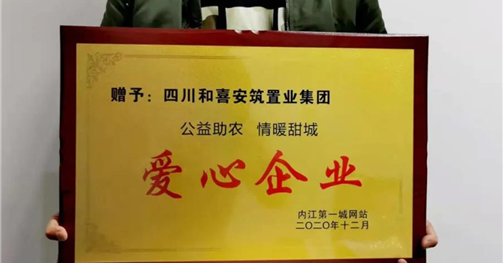 赠予：四川和喜安筑置业集团
公益助农 情暖甜城
爱心企业
内江第一城网站
二〇二〇年十二月